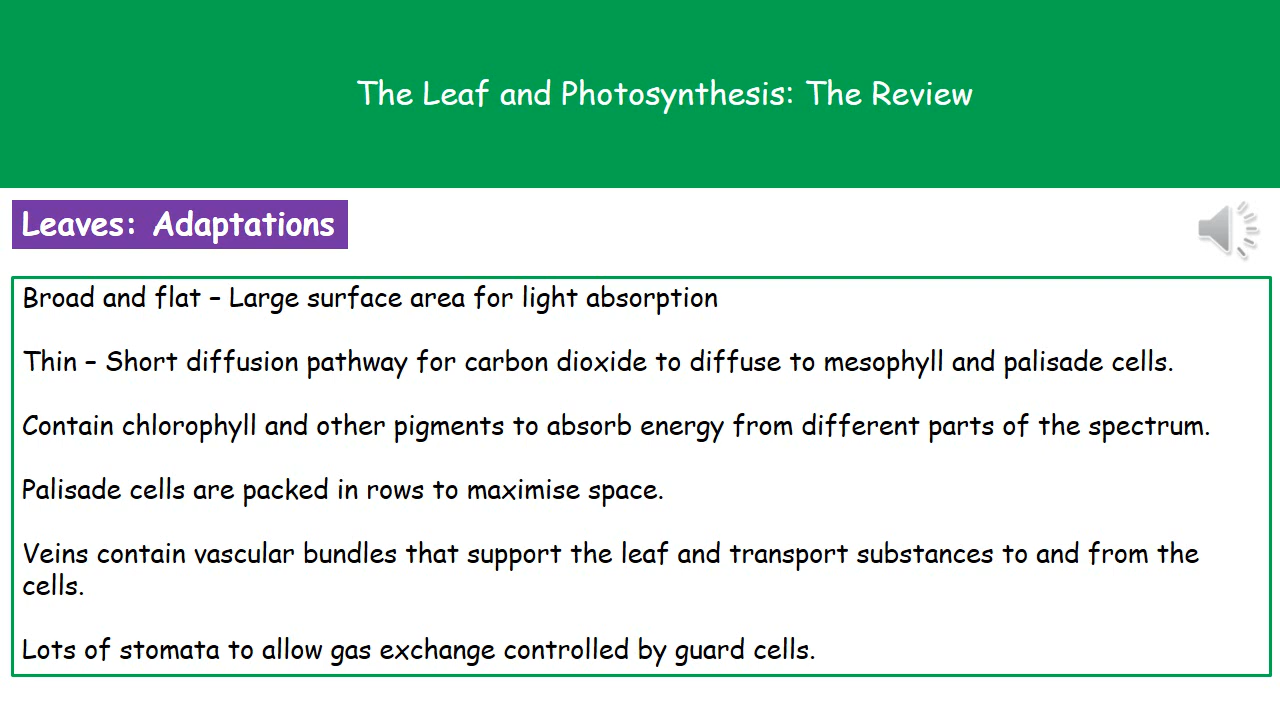 The Leaf and Photosynthesis: The Review
Leaves: Adaptations
Broad and flat – Large surface area for light absorption
Thin – Short diffusion pathway for carbon dioxide to diffuse to mesophyll and palisade cells.
Contain chlorophyll and other pigments to absorb energy from different parts of the spectrum.
Palisade cells are packed in rows to maximise space.
Veins contain vascular bundles that support the leaf and transport substances to and from the
cells.
Lots of stomata to allow gas exchange controlled by guard cells.